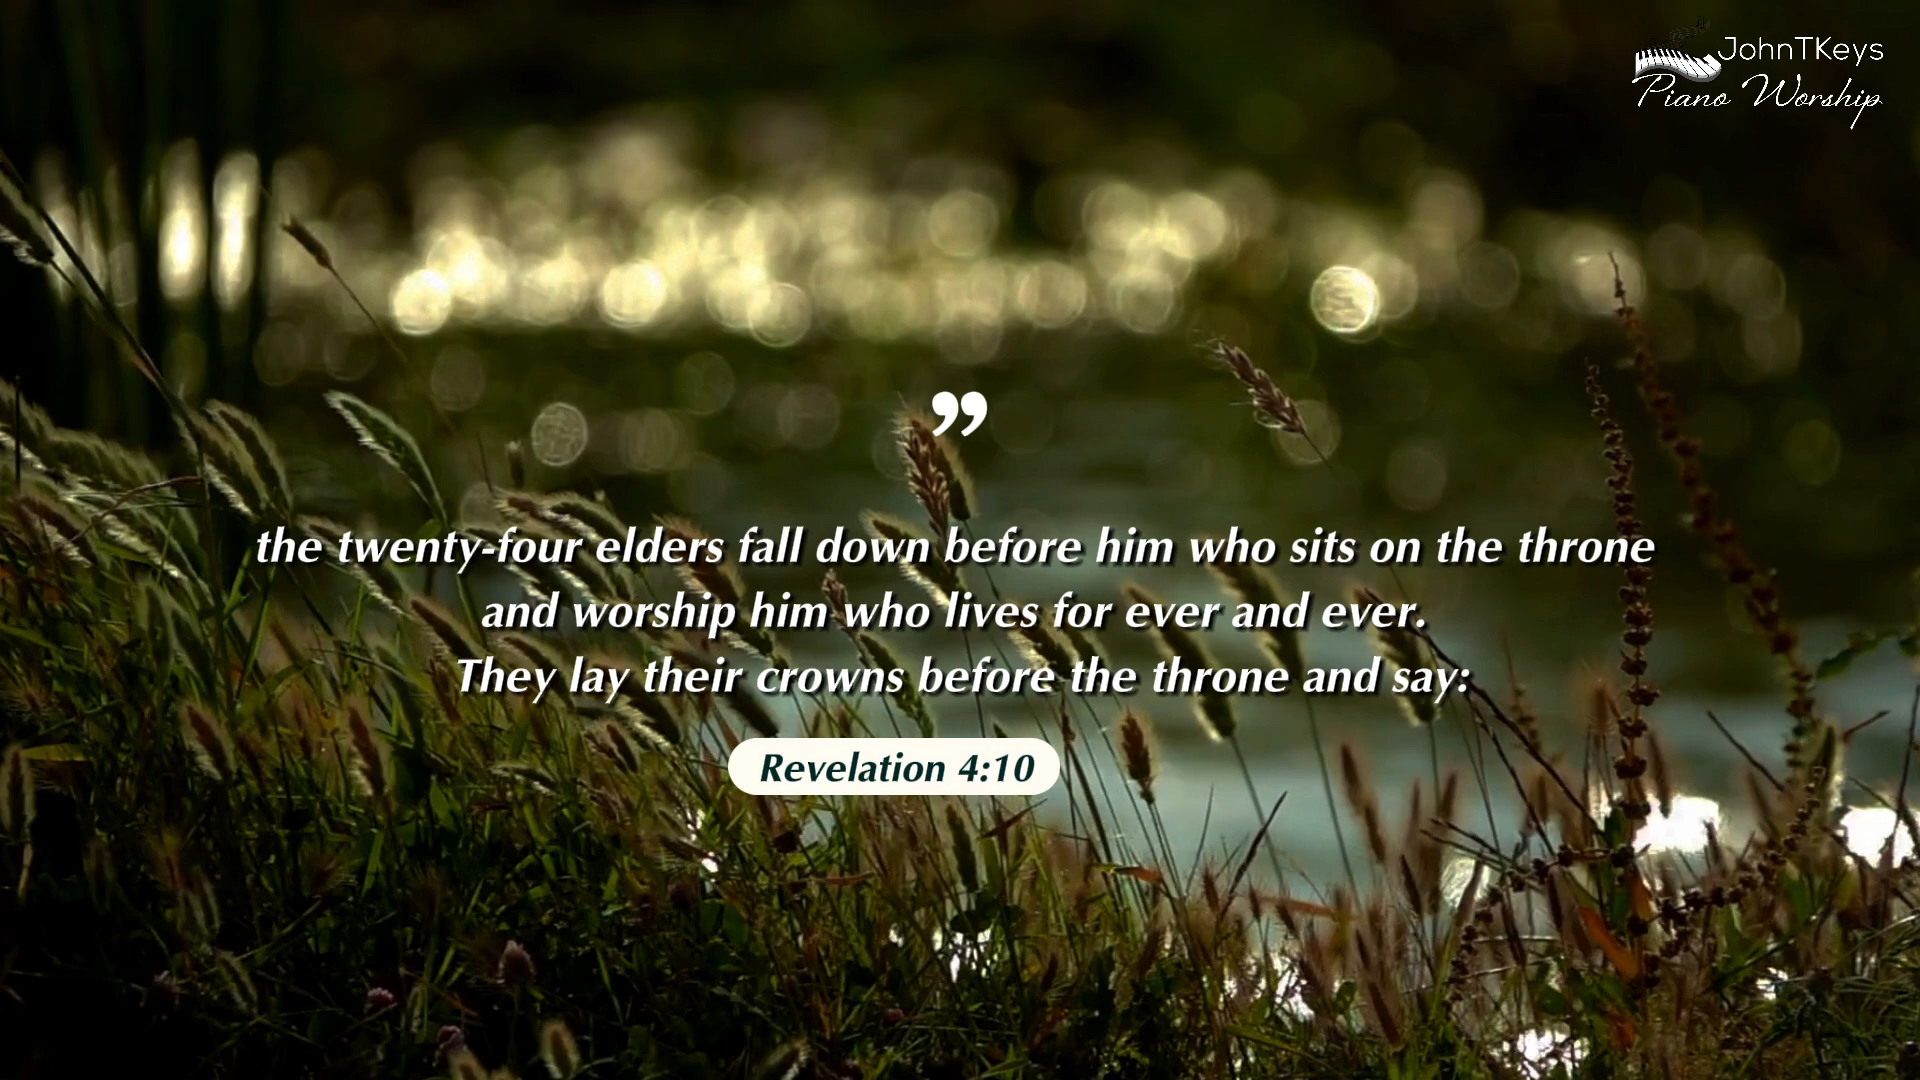 JohnTKeys
Piano Worship
”
the twenty-four elders fall down before him who sits on the throne
and worship him who lives for ever and ever.
They lay their crowns before the throne and say:
Revelation 4:10